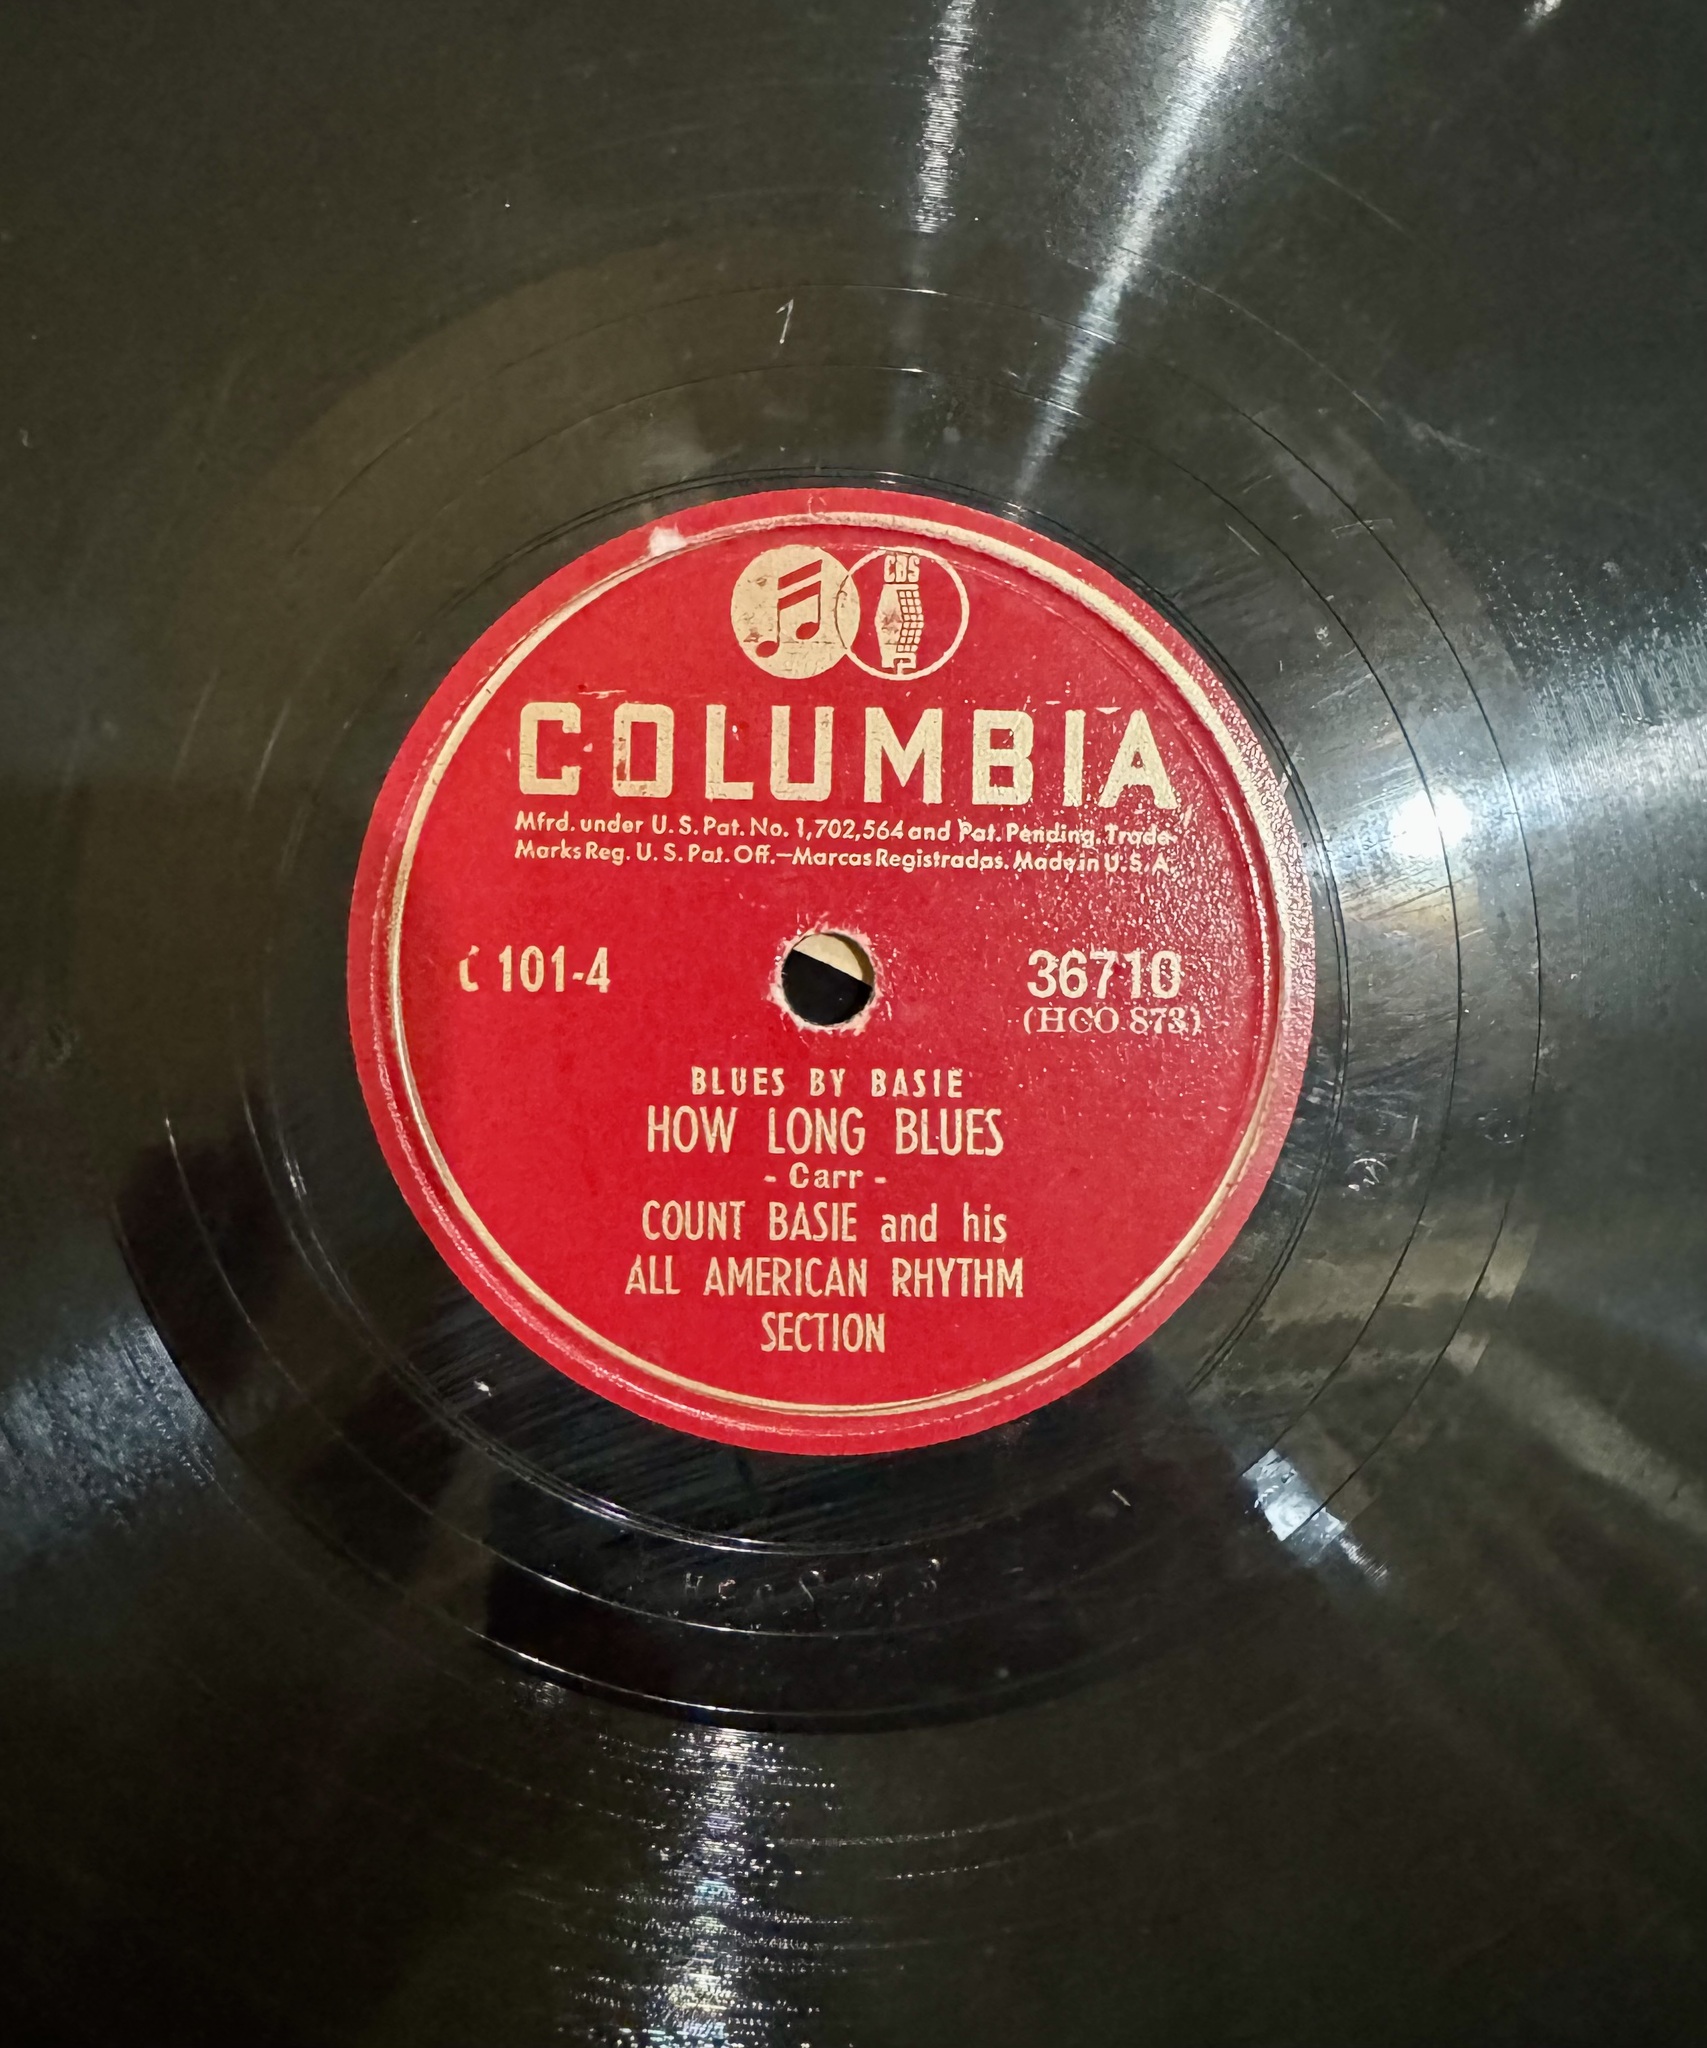 1
CBS
COLUMBIA
Mfrd. under U. S. Pat. No. 1,702,564 and Pat. Pending. Trade-
Marks Reg. U. S. Pat. Off.—Marcas Registradas. Made in U. S. A.
C 101-4
36710
(HCO 873)
BLUES BY BASIE
HOW LONG BLUES
- Carr -
COUNT BASIE and his
ALL AMERICAN RHYTHM
SECTION